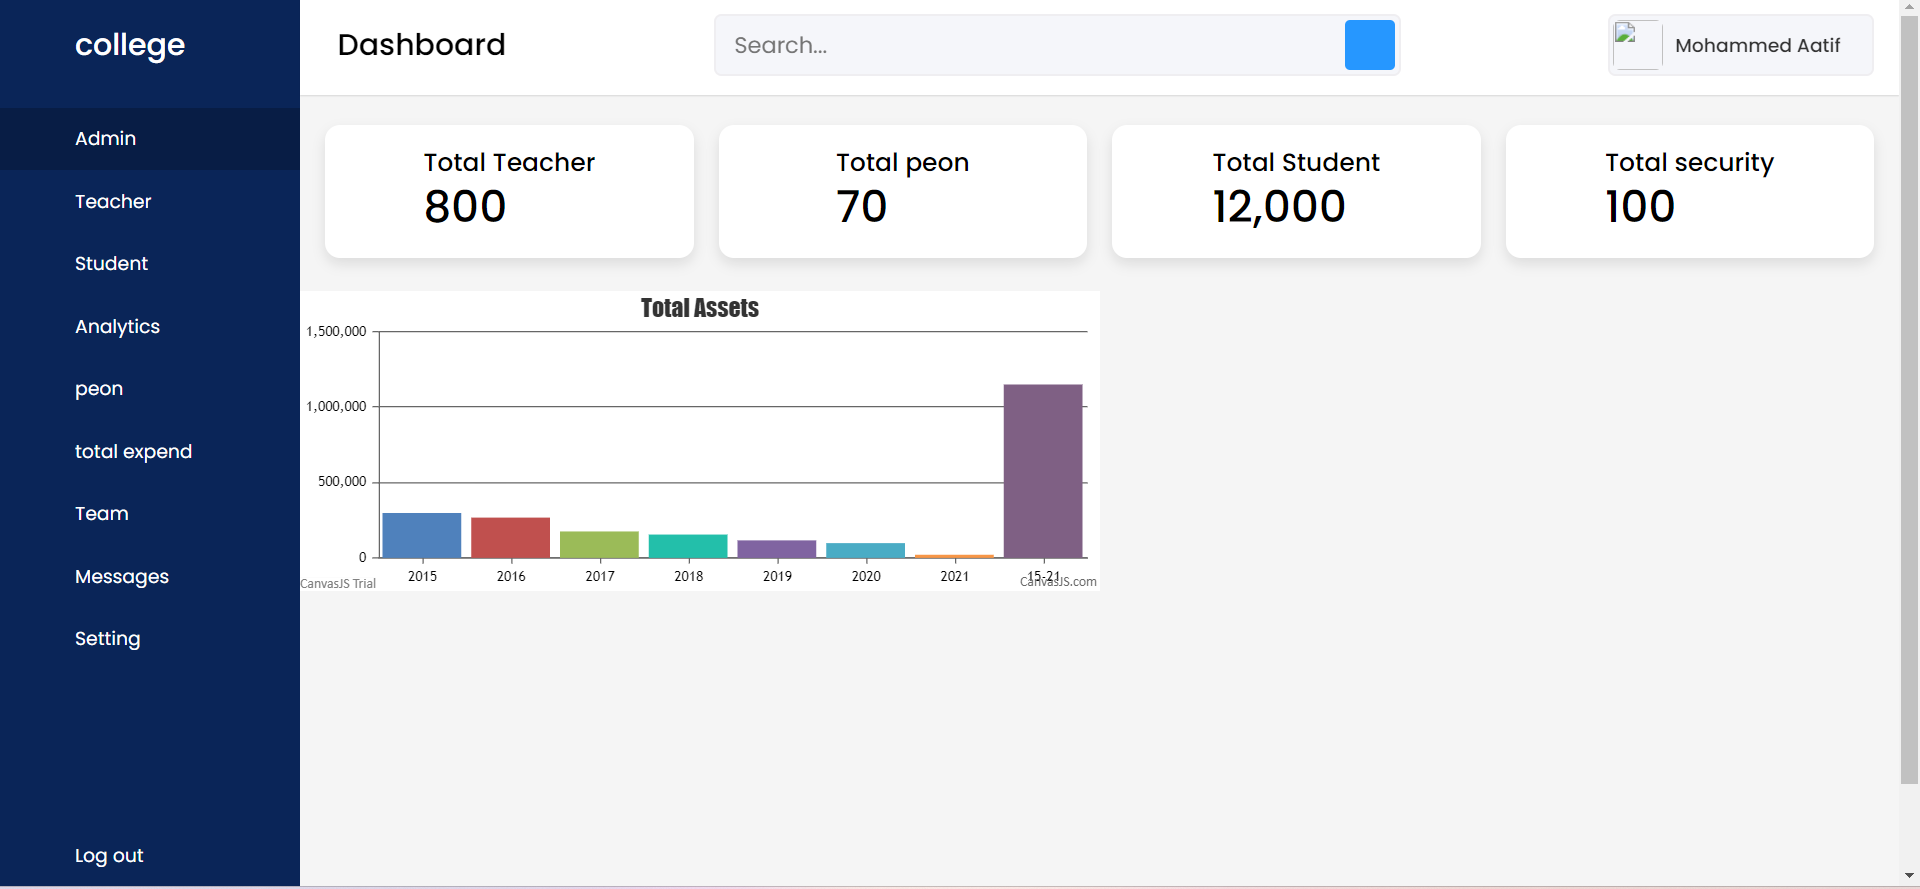 college
Admin
Teacher
Student
Analytics
peon
total expend
Team
Messages
Setting
Log out
Dashboard
Search...
Mohammed Aatif
Total Teacher
800
Total peon
70
Total Student
12,000
Total security
100
Total Assets
1,500,000
1,000,000
500,000
0
2015 2016 2017 2018 2019 2020 2021 15-21
CanvasJS Trial
CanvasJS.com